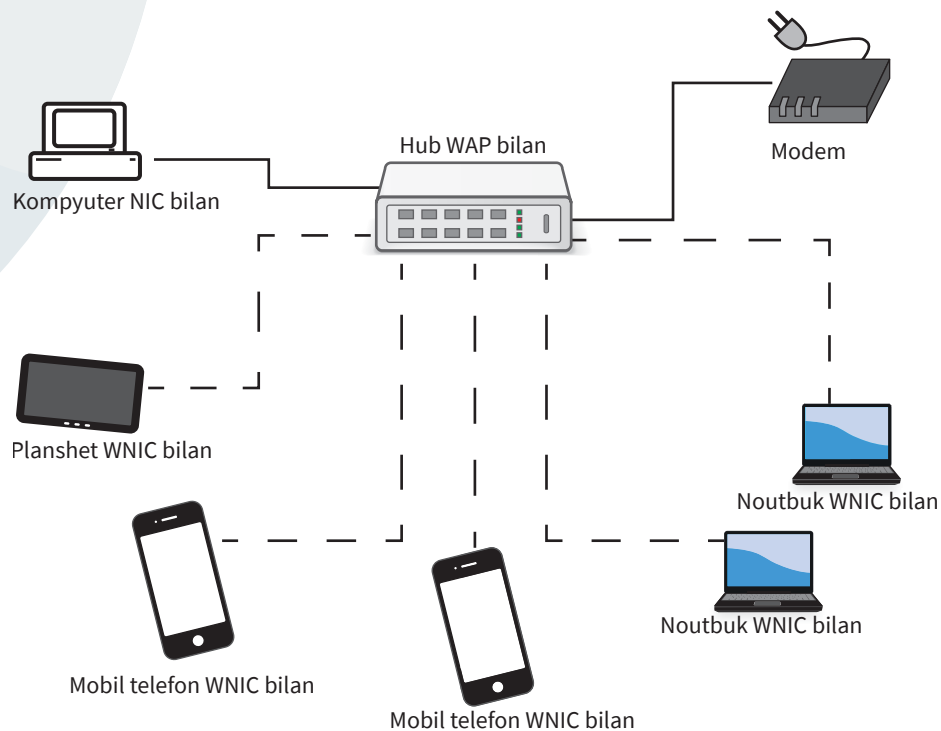 Hub WAP bilan
Modem
Kompyuter NIC bilan
Planshet WNIC bilan
Noutbuk WNIC bilan
Noutbuk WNIC bilan
Mobil telefon WNIC bilan
Mobil telefon WNIC bilan